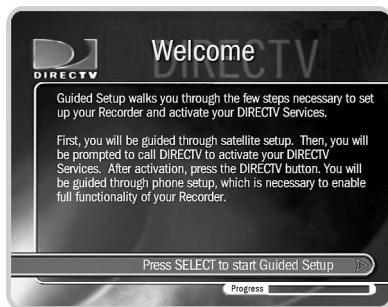 Welcome
DIRECTV
Guided Setup walks you through the few steps necessary to set
up your Recorder and activate your DIRECTV Services.
First, you will be guided through satellite setup. Then, you will
be prompted to call DIRECTV to activate your DIRECTV
Services. After activation, press the DIRECTV button. You will
be guided through phone setup, which is necessary to enable
full functionality of your Recorder.
Press SELECT to start Guided Setup
Progress